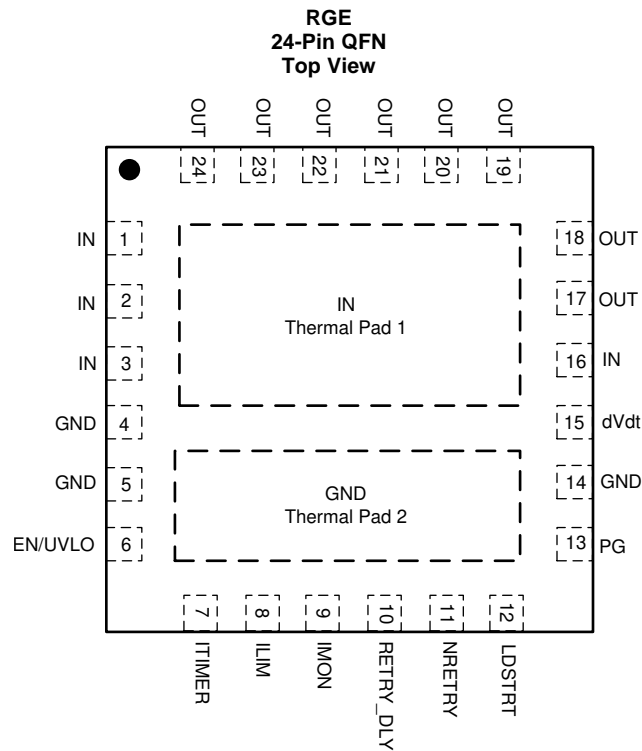 RGE
24-Pin QFN
Top View
OUT OUT OUT OUT OUT OUT
24 23 22 21 20 19
IN 1
IN 2
IN 3
GND 4
GND 5
EN/UVLO 6
IN
Thermal Pad 1
GND
Thermal Pad 2
18 OUT
17 OUT
16 IN
15 dVdt
14 GND
13 PG
7 8 9 10 11 12
ITIMER ILIM IMON RETRY_DLY NRETRY LDSTRT